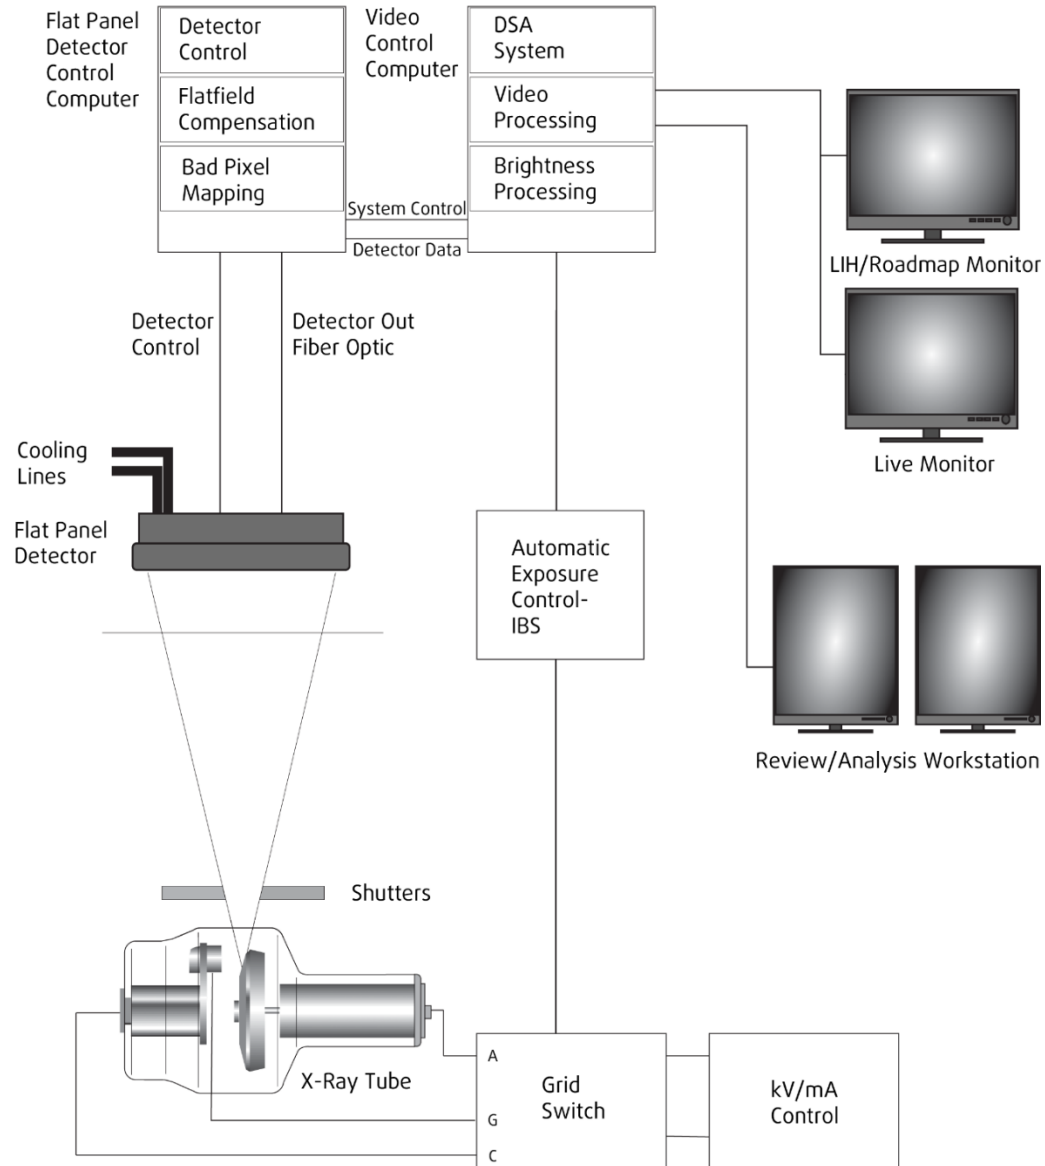 Flat Panel
Detector
Control
Computer
Detector
Control
Flatfield
Compensation
Bad Pixel
Mapping
Video
Control
Computer
DSA
System
Video
Processing
Brightness
Processing
System Control
Detector Data
LIH/Roadmap Monitor
Live Monitor
Detector
Control
Detector Out
Fiber Optic
Cooling
Lines
Flat Panel
Detector
Automatic
Exposure
Control-
IBS
Review/Analysis Workstation
Shutters
X-Ray Tube
A
G
C
Grid
Switch
kV/mA
Control